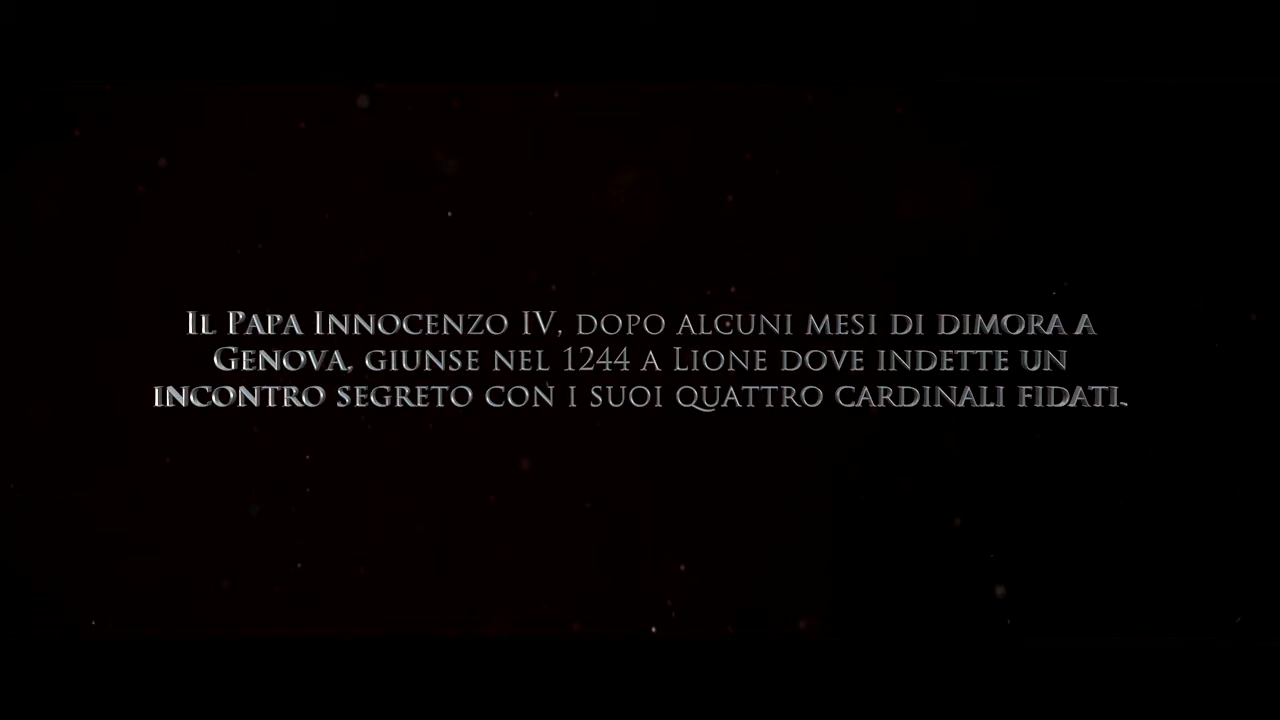 Il Papa Innocenzo IV, dopo alcuni mesi di dimora a
Genova, giunse nel 1244 a Lione dove indette un
incontro segreto con i suoi quattro cardinali fidati.